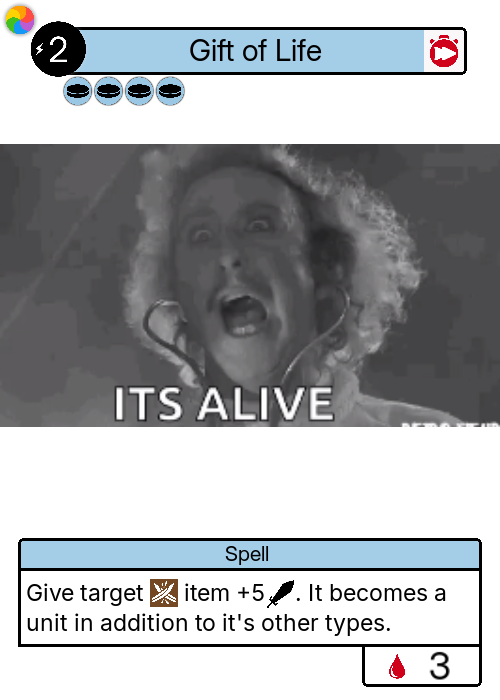 2
Gift of Life
ITS ALIVE
Spell
Give target item +5. It becomes a
unit in addition to it's other types.
3